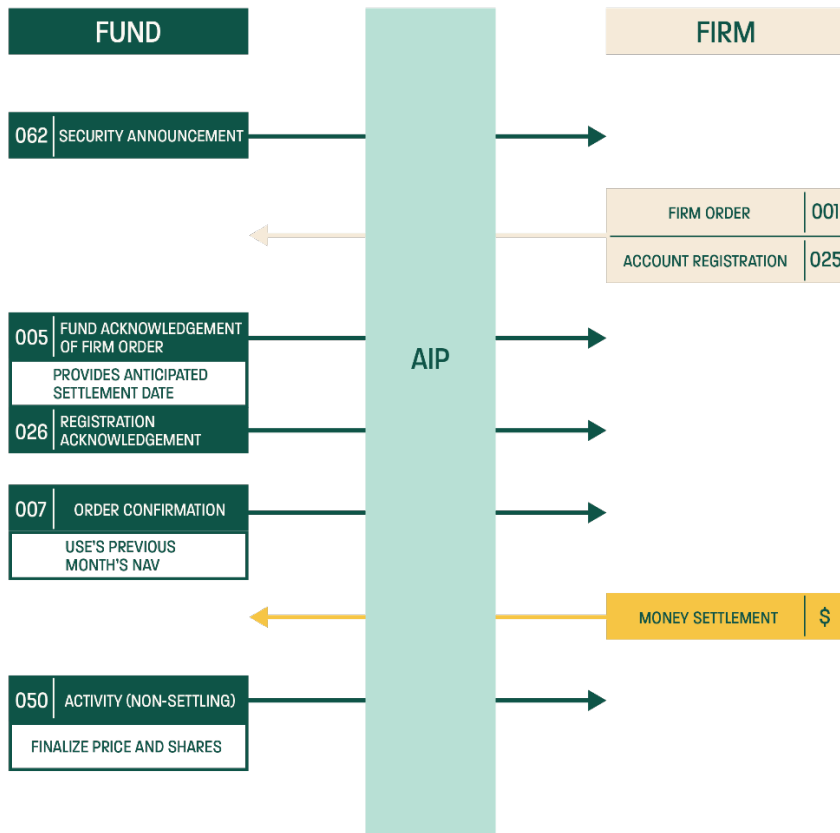 FUND
FIRM
062
SECURITY ANNOUNCEMENT
FIRM ORDER
001
ACCOUNT REGISTRATION
025
005
FUND ACKNOWLEDGEMENT
OF FIRM ORDER
AIP
PROVIDES ANTICIPATED
SETTLEMENT DATE
026
REGISTRATION
ACKNOWLEDGEMENT
007
ORDER CONFIRMATION
USE'S PREVIOUS
MONTH'S NAV
MONEY SETTLEMENT
$
050
ACTIVITY (NON-SETTLING)
FINALIZE PRICE AND SHARES